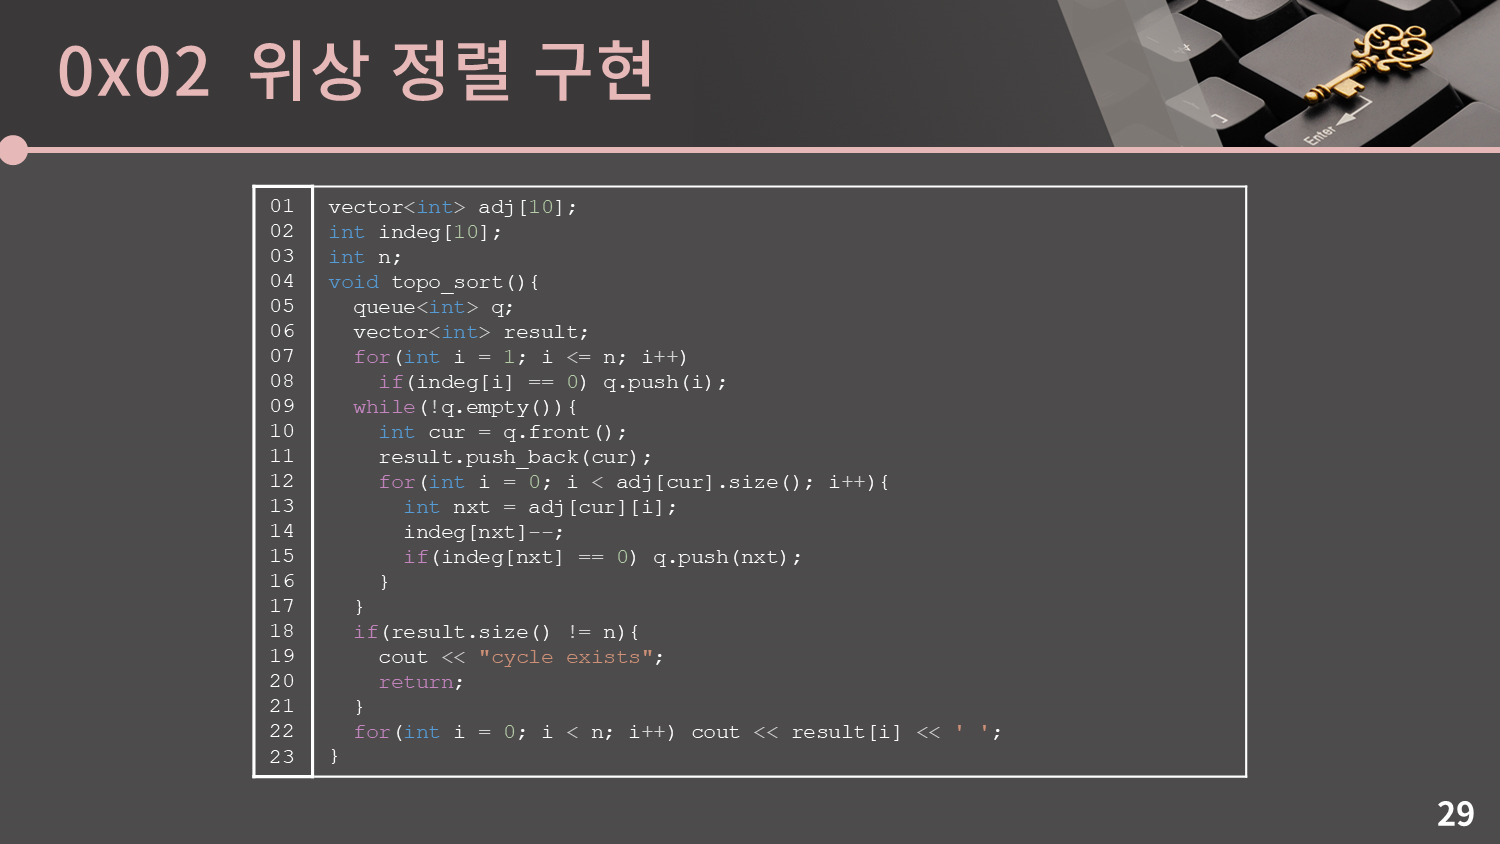 0x02 위상 정렬 구현
Enter
01 vector<int> adj[10];
02 int indeg[10];
03 int n;
04 void topo_sort(){
05   queue<int> q;
06   vector<int> result;
07   for(int i = 1; i <= n; i++)
08     if(indeg[i] == 0) q.push(i);
09   while(!q.empty()){
10     int cur = q.front();
11     result.push_back(cur);
12     for(int i = 0; i < adj[cur].size(); i++){
13       int nxt = adj[cur][i];
14       indeg[nxt]--;
15       if(indeg[nxt] == 0) q.push(nxt);
16     }
17   }
18   if(result.size() != n){
19     cout << "cycle exists";
20     return;
21   }
22   for(int i = 0; i < n; i++) cout << result[i] << ' ';
23 }
29